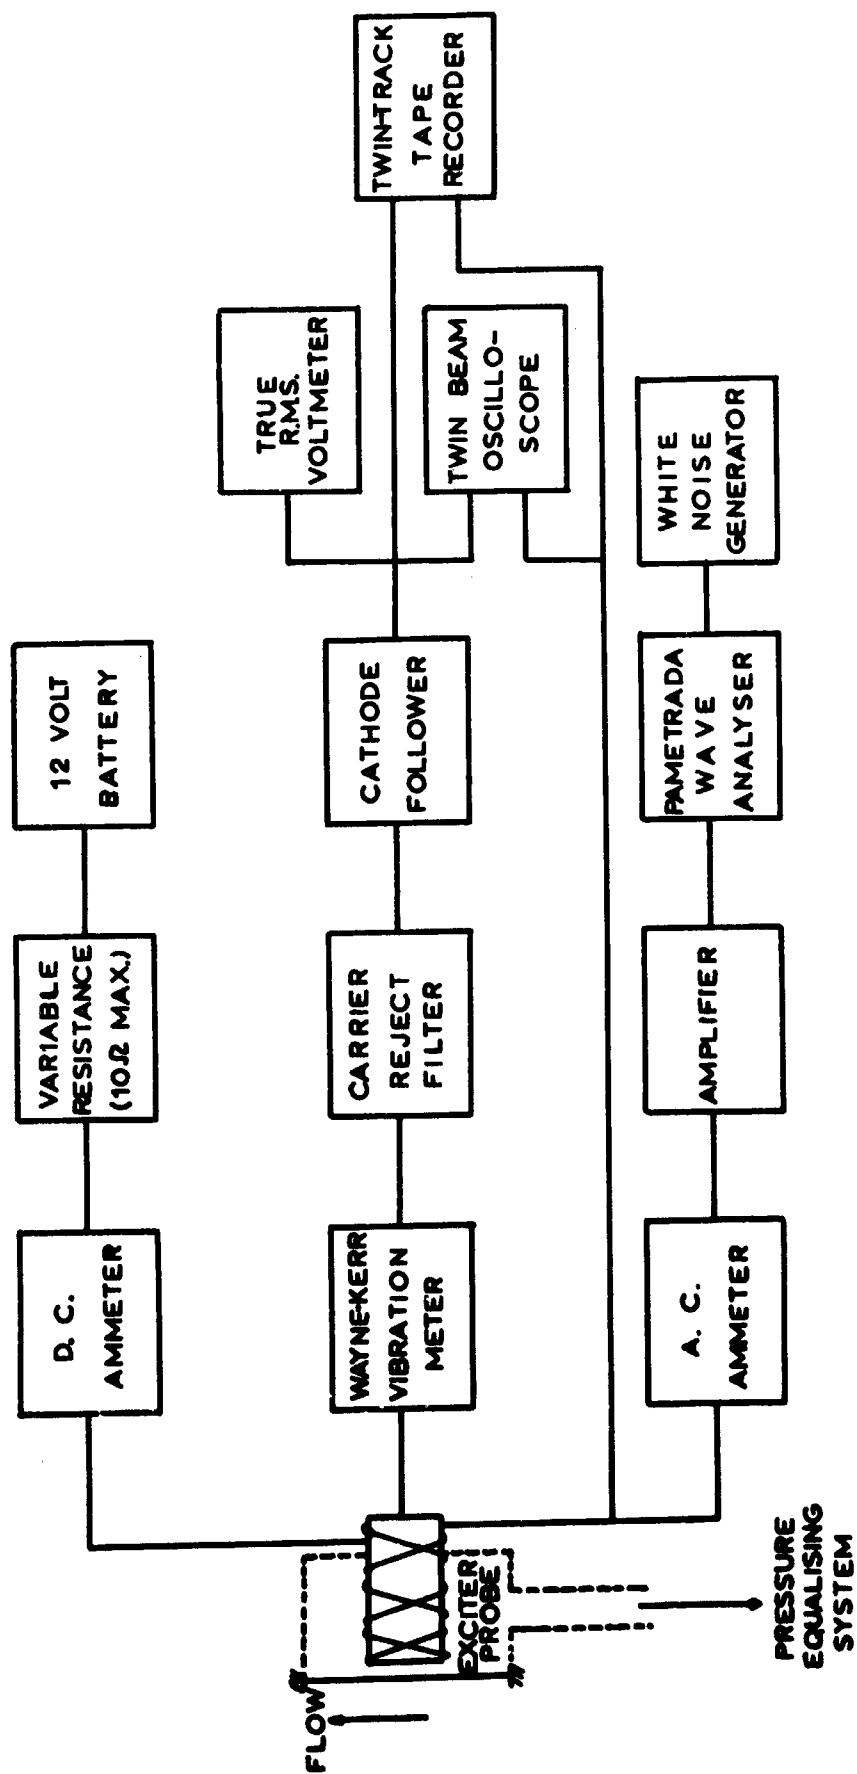 D. C.
AMMETER
VARIABLE
RESISTANCE
(10Ω MAX.)
12 VOLT
BATTERY
TRUE
R.M.S.
VOLTMETER
FLOW
WAYNE-KERR
VIBRATION
METER
CARRIER
REJECT
FILTER
CATHODE
FOLLOWER
TWIN-TRACK
TAPE
RECORDER
TWIN BEAM
OSCILLO-
SCOPE
EXCITER
PROBE
A. C.
AMMETER
AMPLIFIER
PAMETRADA
WAVE
ANALYSER
WHITE
NOISE
GENERATOR
PRESSURE
EQUALISING
SYSTEM